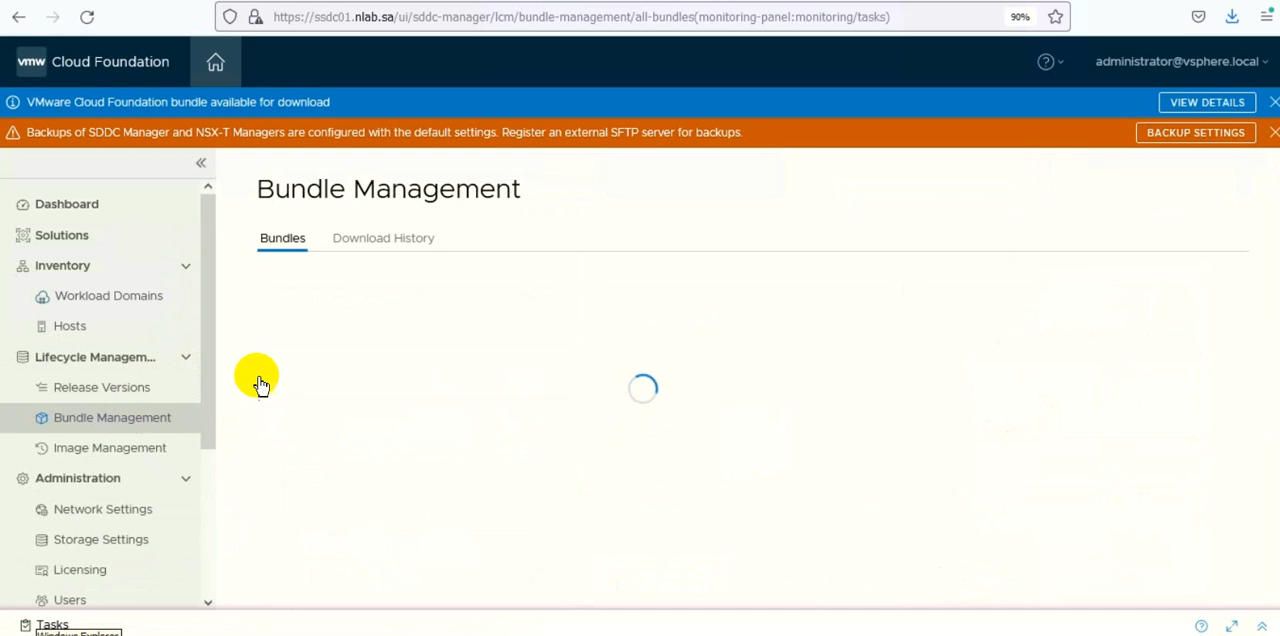 https://ssdc01.nlab.sa/ui/sddc-manager/lcm/bundle-management/all-bundles(monitoring-panel:monitoring/tasks)
90%
vmw Cloud Foundation
administrator@vsphere.local
VMware Cloud Foundation bundle available for download
VIEW DETAILS
Backups of SDDC Manager and NSX-T Managers are configured with the default settings. Register an external SFTP server for backups.
BACKUP SETTINGS
Dashboard
Solutions
Inventory
Workload Domains
Hosts
Lifecycle Managem...
Release Versions
Bundle Management
Image Management
Administration
Network Settings
Storage Settings
Licensing
Users
Bundle Management
Bundles
Download History
Tasks
Windows Explorer